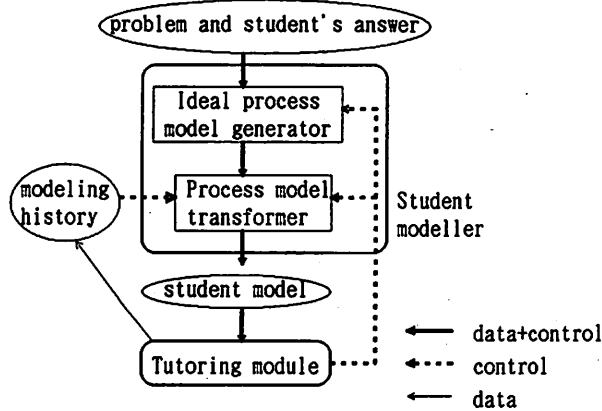 problem and student's answer
Ideal process
model generator
modeling
history
Process model
transformer
Student
modeller
student model
Tutoring module
data+control
control
data